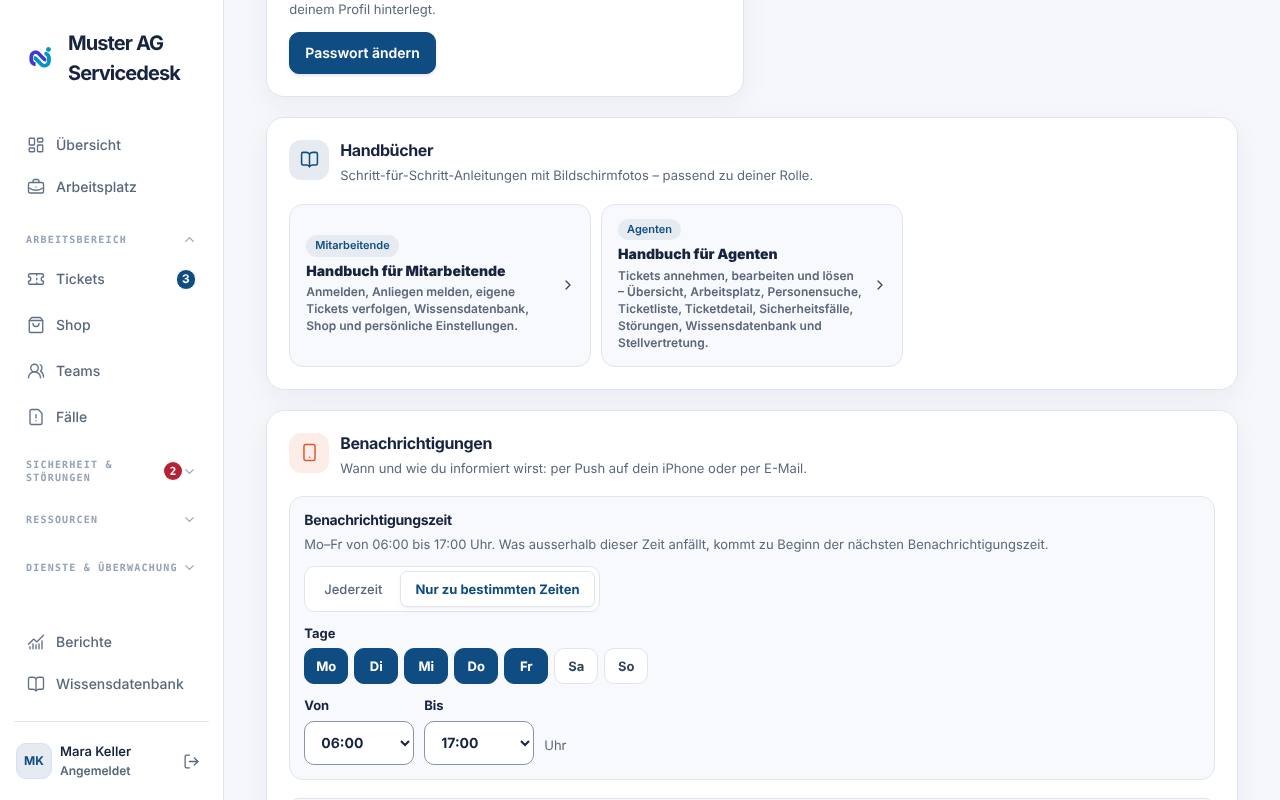 Muster AG
Servicedesk
Übersicht
Arbeitsplatz
ARBEITSBEREICH
Tickets
3
Shop
Teams
Fälle
SICHERHEIT &
STÖRUNGEN
2
RESSOURCEN
DIENSTE & ÜBERWACHUNG
Berichte
Wissensdatenbank
MK
Mara Keller
Angemeldet
deinem Profil hinterlegt.
Passwort ändern
Handbücher
Schritt-für-Schritt-Anleitungen mit Bildschirmfotos – passend zu deiner Rolle.
Mitarbeitende
Handbuch für Mitarbeitende
Anmelden, Anliegen melden, eigene
Tickets verfolgen, Wissensdatenbank,
Shop und persönliche Einstellungen.
Agenten
Handbuch für Agenten
Tickets annehmen, bearbeiten und lösen
– Übersicht, Arbeitsplatz, Personensuche,
Ticketliste, Ticketdetail, Sicherheitsfälle,
Störungen, Wissensdatenbank und
Stellvertretung.
Benachrichtigungen
Wann und wie du informiert wirst: per Push auf dein iPhone oder per E-Mail.
Benachrichtigungszeit
Mo–Fr von 06:00 bis 17:00 Uhr. Was ausserhalb dieser Zeit anfällt, kommt zu Beginn der nächsten Benachrichtigungszeit.
Jederzeit
Nur zu bestimmten Zeiten
Tage
Mo Di Mi Do Fr Sa So
Von Bis
06:00 17:00 Uhr